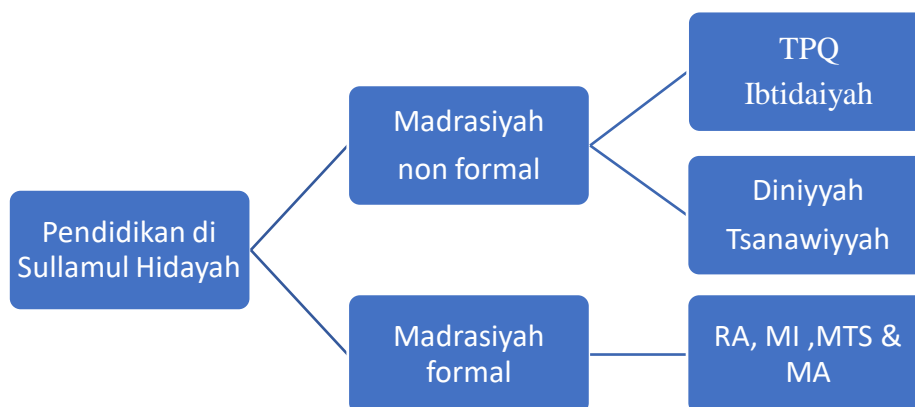 Pendidikan di
Sullamul Hidayah
Madrasiyah
non formal
TPQ
Ibtidaiyah
Diniyyah
Tsanawiyyah
Madrasiyah
formal
RA, MI ,MTS &
MA